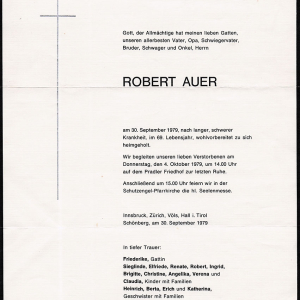 Gott, der Allmächtige hat meinen lieben Gatten,
unseren allerbesten Vater, Opa, Schwiegervater,
Bruder, Schwager und Onkel, Herrn
ROBERT AUER
am 30. September 1979, nach langer, schwerer
Krankheit, im 69. Lebensjahr, wohlvorbereitet zu sich
heimgeholt.
Wir begleiten unseren lieben Verstorbenen am
Donnerstag, den 4. Oktober 1979, um 14.00 Uhr
auf dem Pradler Friedhof zur letzten Ruhe.
Anschließend um 15.00 Uhr feiern wir in der
Schutzengel-Pfarrkirche die hl. Seelenmesse.
Innsbruck, Zürich, Völs, Hall i. Tirol
Schönberg, am 30. September 1979
In tiefer Trauer:
Friederike, Gattin
Sieglinde, Elfriede, Renate, Robert, Ingrid,
Brigitte, Christine, Angelika, Verena und
Claudia, Kinder mit Familien
Heinrich, Berta, Erich und Katharina,
Geschwister mit Familien